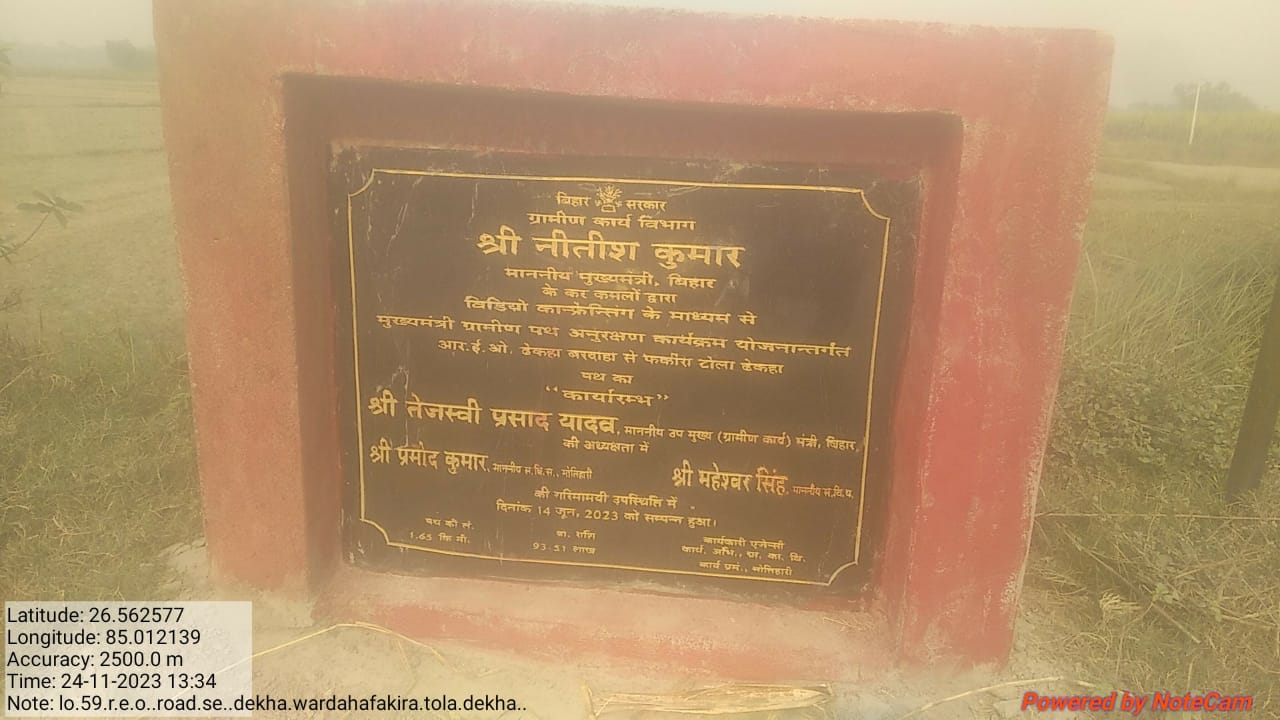 बिहार सरकार
ग्रामीण कार्य विभाग
श्री नीतीश कुमार
माननीय मुख्यमंत्री, बिहार
के कर कमलों द्वारा
विडियो कान्फ्रेन्सिंग के माध्यम से
मुख्यमंत्री ग्रामीण पथ अनुरक्षण कार्यक्रम योजनान्तर्गत
आर.ई.ओ. ढेकहा बरवाहा से फकीरा टोला ढेकहा
पथ का
“कार्यारम्भ”
श्री तेजस्वी प्रसाद यादव, माननीय उप मुख्य (ग्रामीण कार्य) मंत्री, बिहार,
की अध्यक्षता में
श्री प्रमोद कुमार, माननीय स.वि.स., मोतिहारी
श्री महेश्वर सिंह, माननीय स.वि.प.
की गरिमामयी उपस्थिति में
दिनांक 14 जून, 2023 को सम्पन्न हुआ।
पथ की लं.
1.65 कि मी.
प्रा. राशि
93.51 लाख
कार्यकारी एजेन्सी
कार्य. अभि., ग्रा. का. वि.
कार्य प्रमं., मोतिहारी
Latitude: 26.562577
Longitude: 85.012139
Accuracy: 2500.0 m
Time: 24-11-2023 13:34
Note: lo.59.r.e.o..road.se..dekha.wardahafakira.tola.dekha..
Powered by NoteCam